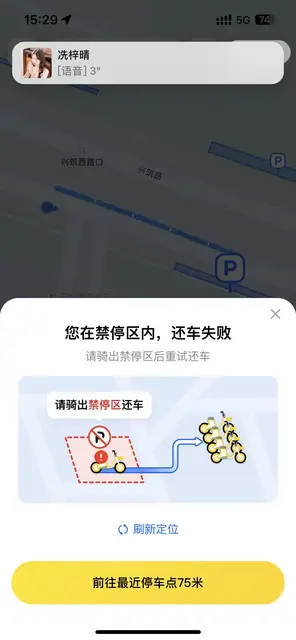 15:29
5G
74
冼梓晴
[语音] 3"
兴筑西路口
兴筑路
P
P
您在禁停区内，还车失败
请骑出禁停区后重试还车
请骑出禁停区还车
P
刷新定位
前往最近停车点75米